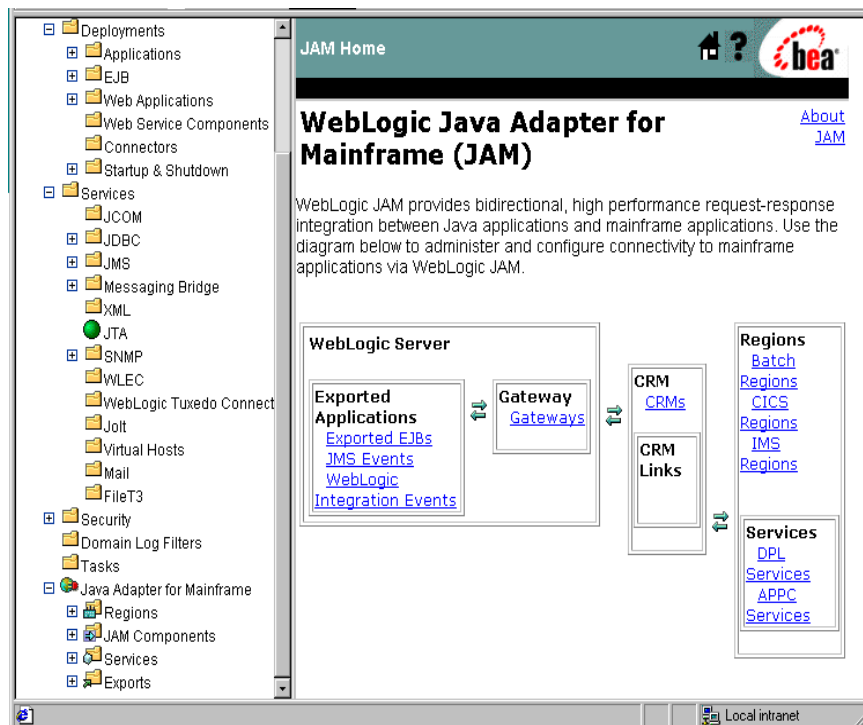 Deployments
Applications
EJB
Web Applications
Web Service Components
Connectors
Startup & Shutdown
Services
JCOM
JDBC
JMS
Messaging Bridge
XML
JTA
SNMP
WLEC
WebLogic Tuedo Connect
Jolt
Virtual Hosts
Mail
FileT3
Security
Domain Log Filters
Tasks
Java Adapter for Mainframe
Regions
JAM Components
Services
Exports
JAM Home
?
bea
WebLogic Java Adapter for
Mainframe (JAM)
About
JAM
WebLogic JAM provides bidirectional, high performance request-response
integration between Java applications and mainframe applications. Use the
diagram below to administer and configure connectivity to mainframe
applications via WebLogic JAM.
WebLogic Server
Exported
Applications
Exported EJBs
JMS Events
WebLogic
Integration Events
Gateway
Gateways
CRM
CRMs
CRM
Links
Regions
Batch
Regions
CICS
Regions
IMS
Regions
Services
DPL
Services
APPC
Services
Local intranet